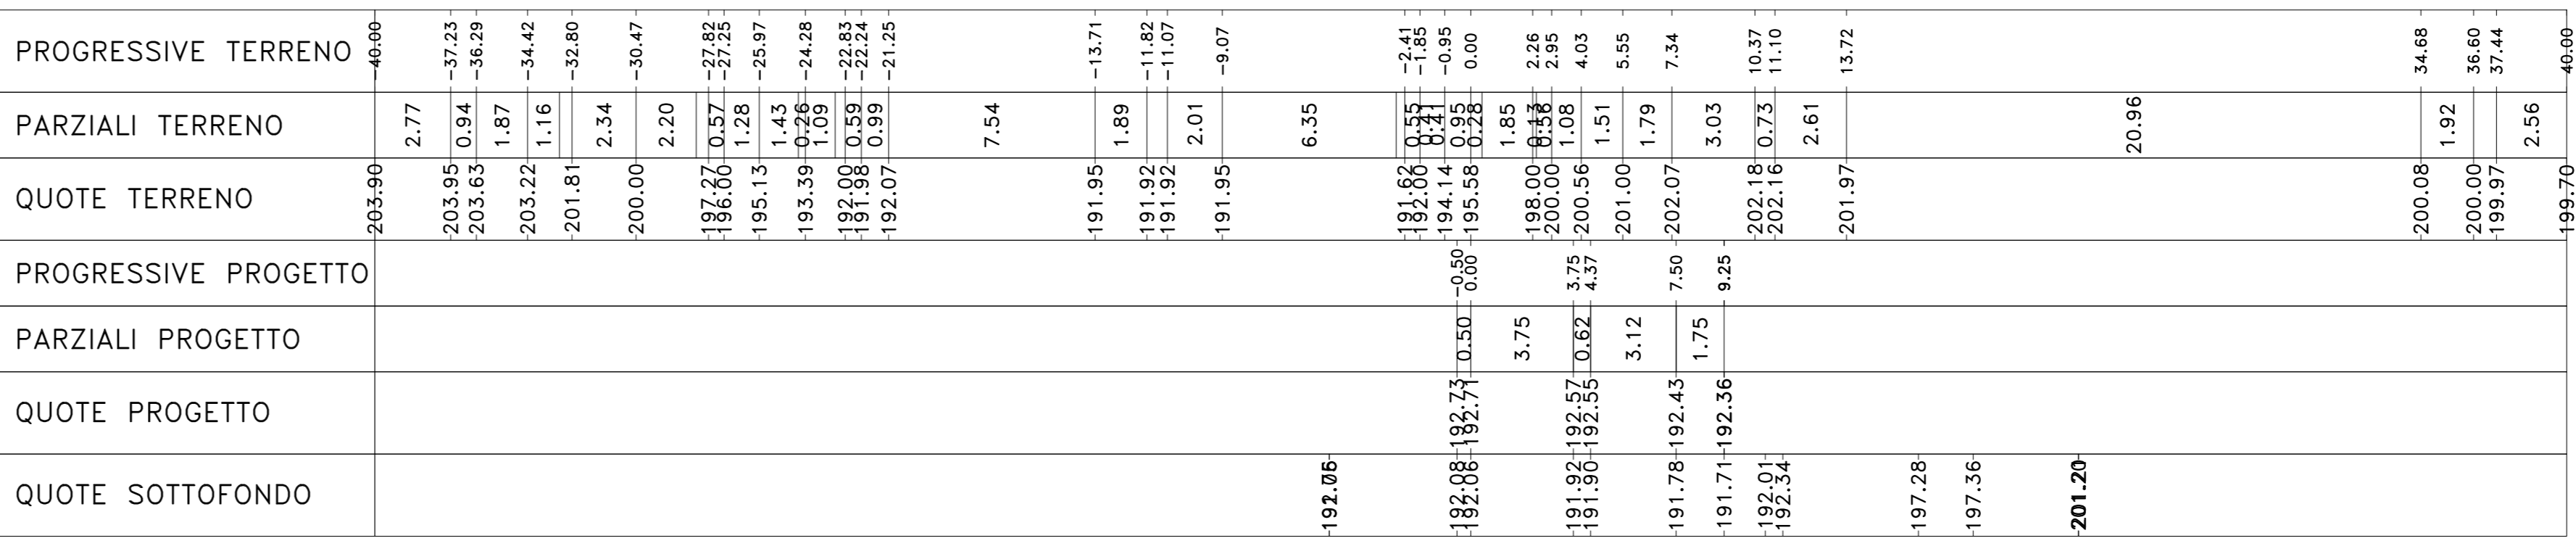 PROGRESSIVE TERRENO -40.00 -37.23 -36.29 -34.42 -32.80 -30.47 -27.82 -27.25 -25.97 -24.28 -22.83 -22.24 -21.25 -13.71 -11.82 -11.07 -9.07 -2.41 -1.85 -0.95 0.00 2.26 2.95 4.03 5.55 7.34 10.37 11.10 13.72 34.68 36.60 37.44 40.00
PARZIALI TERRENO 2.77 0.94 1.87 1.16 2.34 2.20 0.57 1.28 1.43 0.26 1.09 0.59 0.99 7.54 1.89 2.01 6.35 0.55 0.41 0.41 0.95 0.28 1.85 0.13 0.56 1.08 1.51 1.79 3.03 0.73 2.61 20.96 1.92 2.56
QUOTE TERRENO 203.90 203.95 203.63 203.22 201.81 200.00 197.27 196.00 195.13 193.39 192.00 191.98 192.07 191.95 191.92 191.92 191.95 191.62 192.00 194.14 195.58 198.00 200.00 200.56 201.00 202.07 202.18 202.16 201.97 200.08 200.00 199.97 199.70
PROGRESSIVE PROGETTO -0.50 0.00 3.75 4.37 7.50 9.25
PARZIALI PROGETTO 0.50 3.75 0.62 3.12 1.75
QUOTE PROGETTO 192.73 192.71 192.57 192.55 192.43 192.36
QUOTE SOTTOFONDO 192.08 192.06 191.92 191.90 191.78 191.71 192.01 192.34 197.28 197.36 201.20